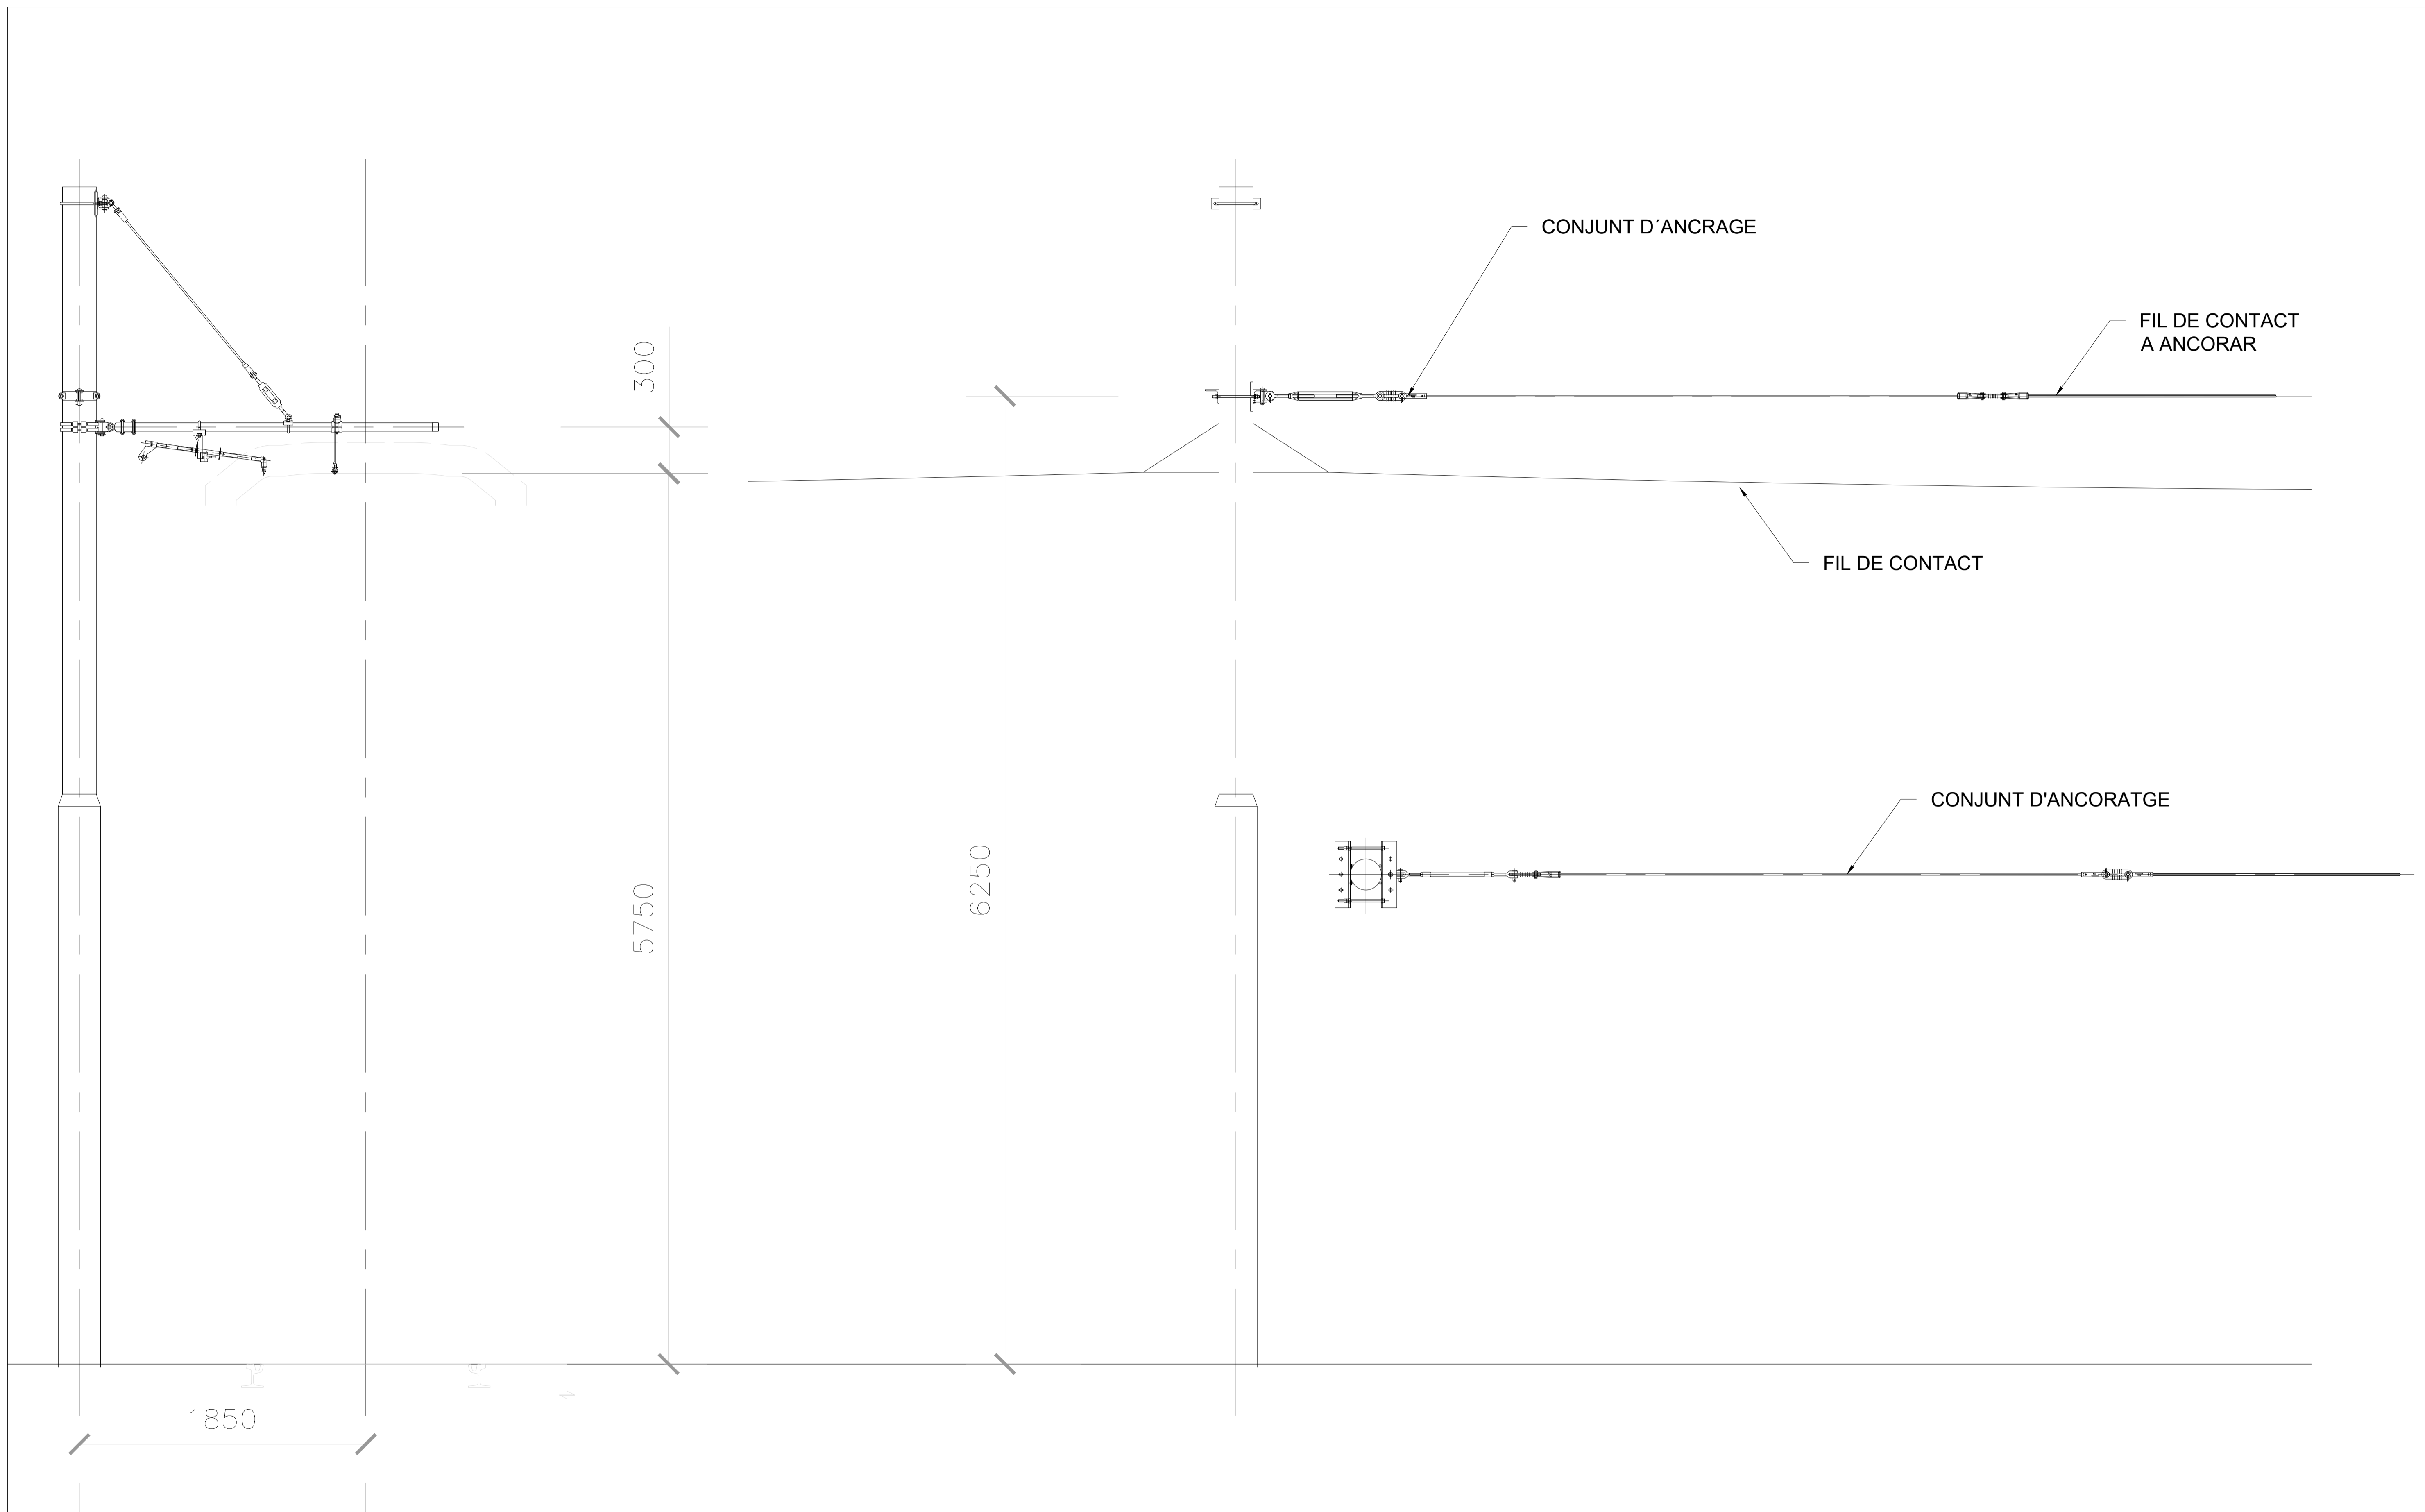 CONJUNT D´ANCRAGE
FIL DE CONTACT
A ANCORAR
300
FIL DE CONTACT
CONJUNT D'ANCORATGE
5750
6250
1850